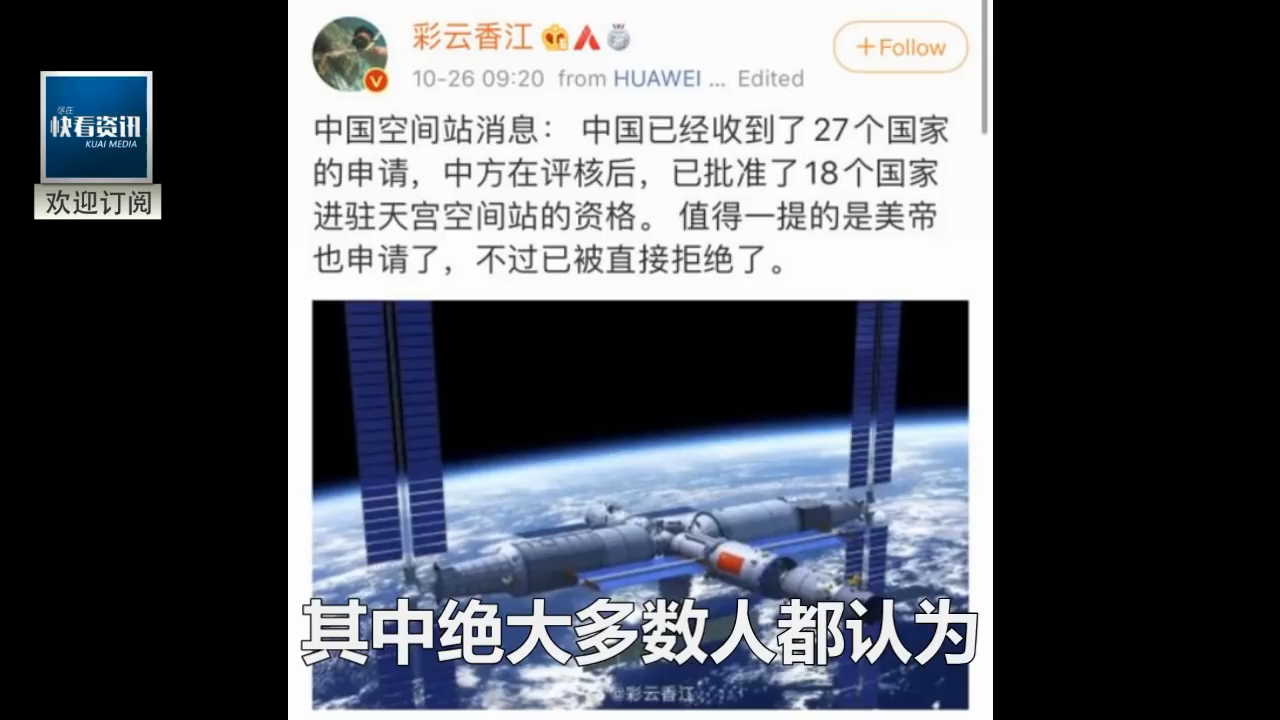 彩云香江
+Follow
10-26 09:20 from HUAWEI ... Edited
尽在
快看资讯
KUAI MEDIA
欢迎订阅
中国空间站消息： 中国已经收到了27个国家
的申请，中方在评核后，已批准了18个国家
进驻天宫空间站的资格。 值得一提的是美帝
也申请了，不过已被直接拒绝了。
其中绝大多数人都认为
@彩云香江